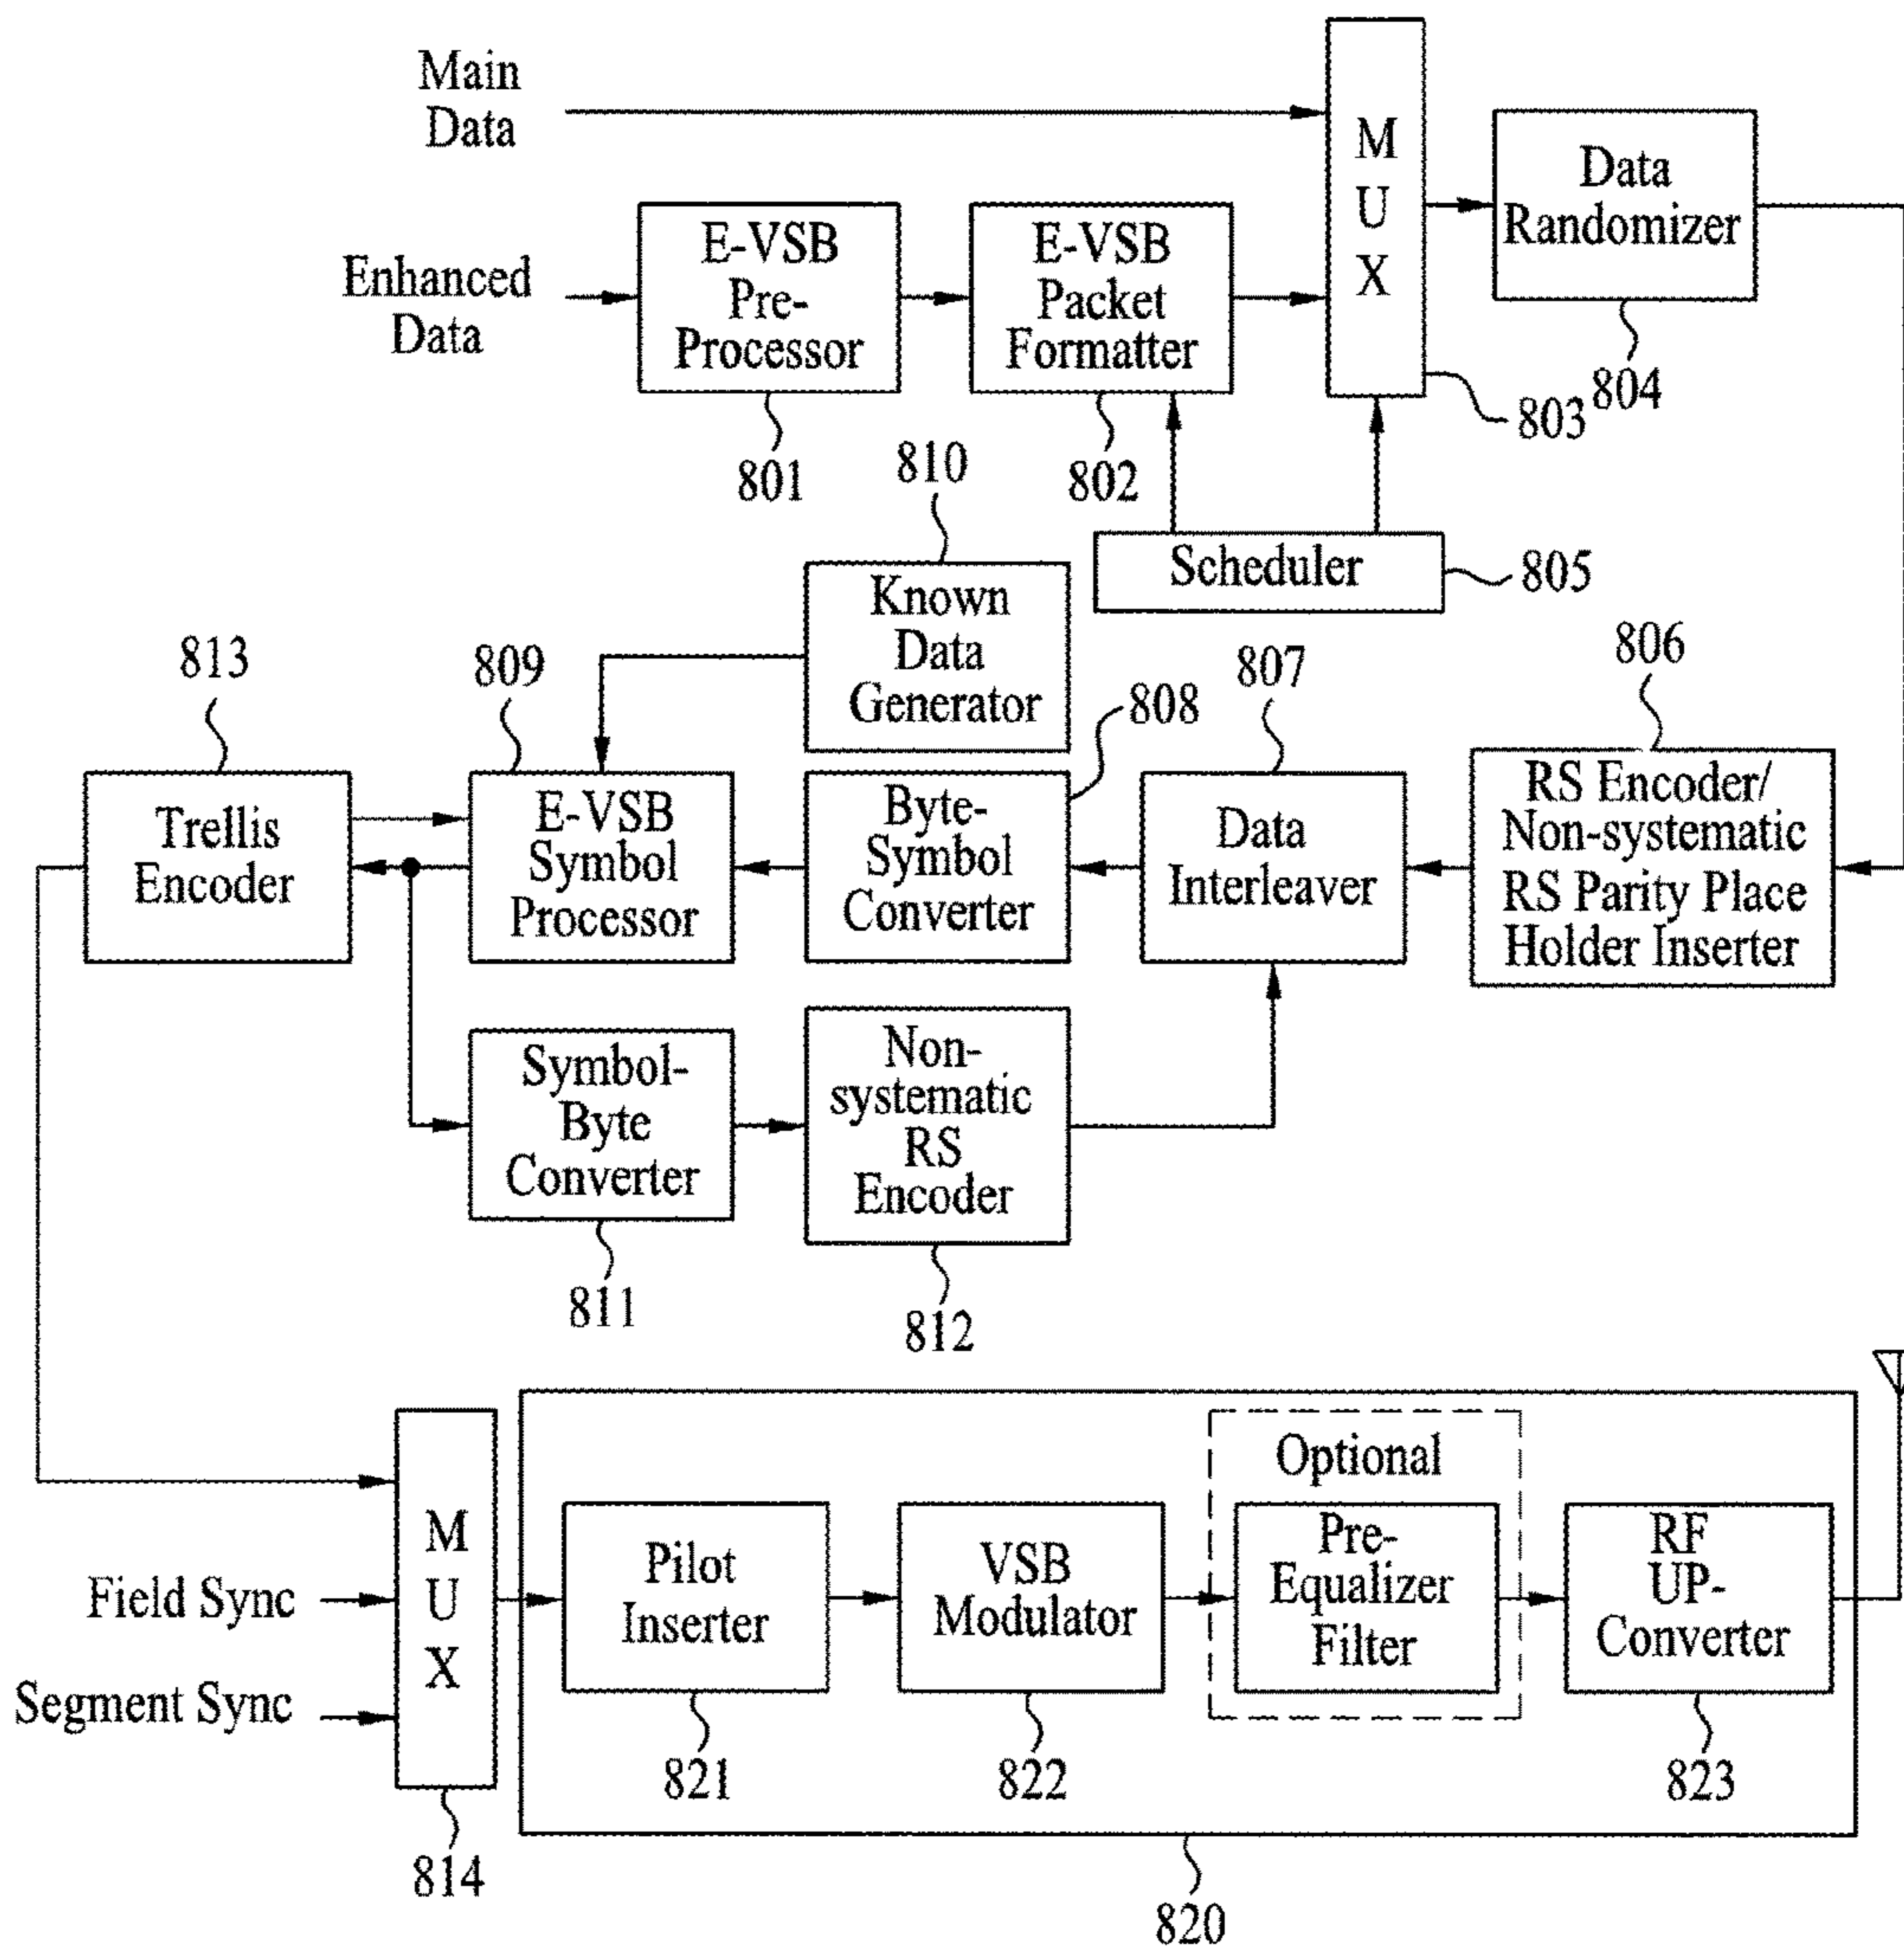 Main
Data
Enhanced
Data
E-VSB
Pre-
Processor
801
E-VSB
Packet
Formatter
802
M
U
X
803
Data
Randomizer
804
Scheduler
805
810
Known
Data
Generator
813
Trellis
Encoder
809
E-VSB
Symbol
Processor
808
Byte-
Symbol
Converter
807
Data
Interleaver
806
RS Encoder/
Non-systematic
RS Parity Place
Holder Inserter
Symbol-
Byte
Converter
811
Non-
systematic
RS
Encoder
812
Field Sync
Segment Sync
M
U
X
814
Pilot
Inserter
821
VSB
Modulator
822
Optional
Pre-
Equalizer
Filter
RF
UP-
Converter
823
820